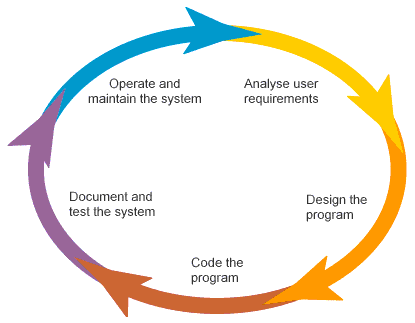 Operate and
maintain the system
Analyse user
requirements
Design the
program
Code the
program
Document and
test the system